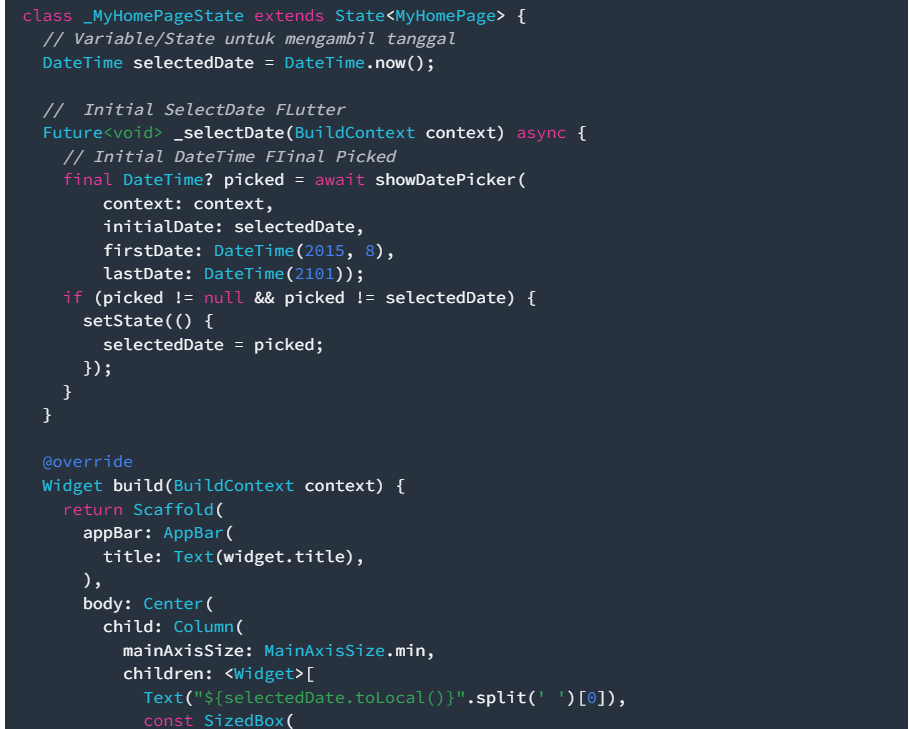 class _MyHomePageState extends State<MyHomePage> {
  // Variable/State untuk mengambil tanggal
  DateTime selectedDate = DateTime.now();

  //  Initial SelectDate FLutter
  Future<void> _selectDate(BuildContext context) async {
    // Initial DateTime FIinal Picked
    final DateTime? picked = await showDatePicker(
        context: context,
        initialDate: selectedDate,
        firstDate: DateTime(2015, 8),
        lastDate: DateTime(2101));
    if (picked != null && picked != selectedDate) {
      setState(() {
        selectedDate = picked;
      });
    }
  }

  @override
  Widget build(BuildContext context) {
    return Scaffold(
      appBar: AppBar(
        title: Text(widget.title),
      ),
      body: Center(
        child: Column(
          mainAxisSize: MainAxisSize.min,
          children: <Widget>[
            Text("${selectedDate.toLocal()}".split(' ')[0]),
            const SizedBox(